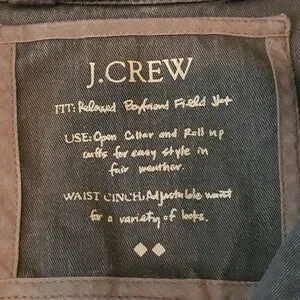 J.CREW
FIT: Relaxed Boyfriend Field Jkt
USE: Open Collar and Roll up
cuffs for easy style in
fair weather.
WAIST CINCH: Adjustable waist
for a variety of looks.